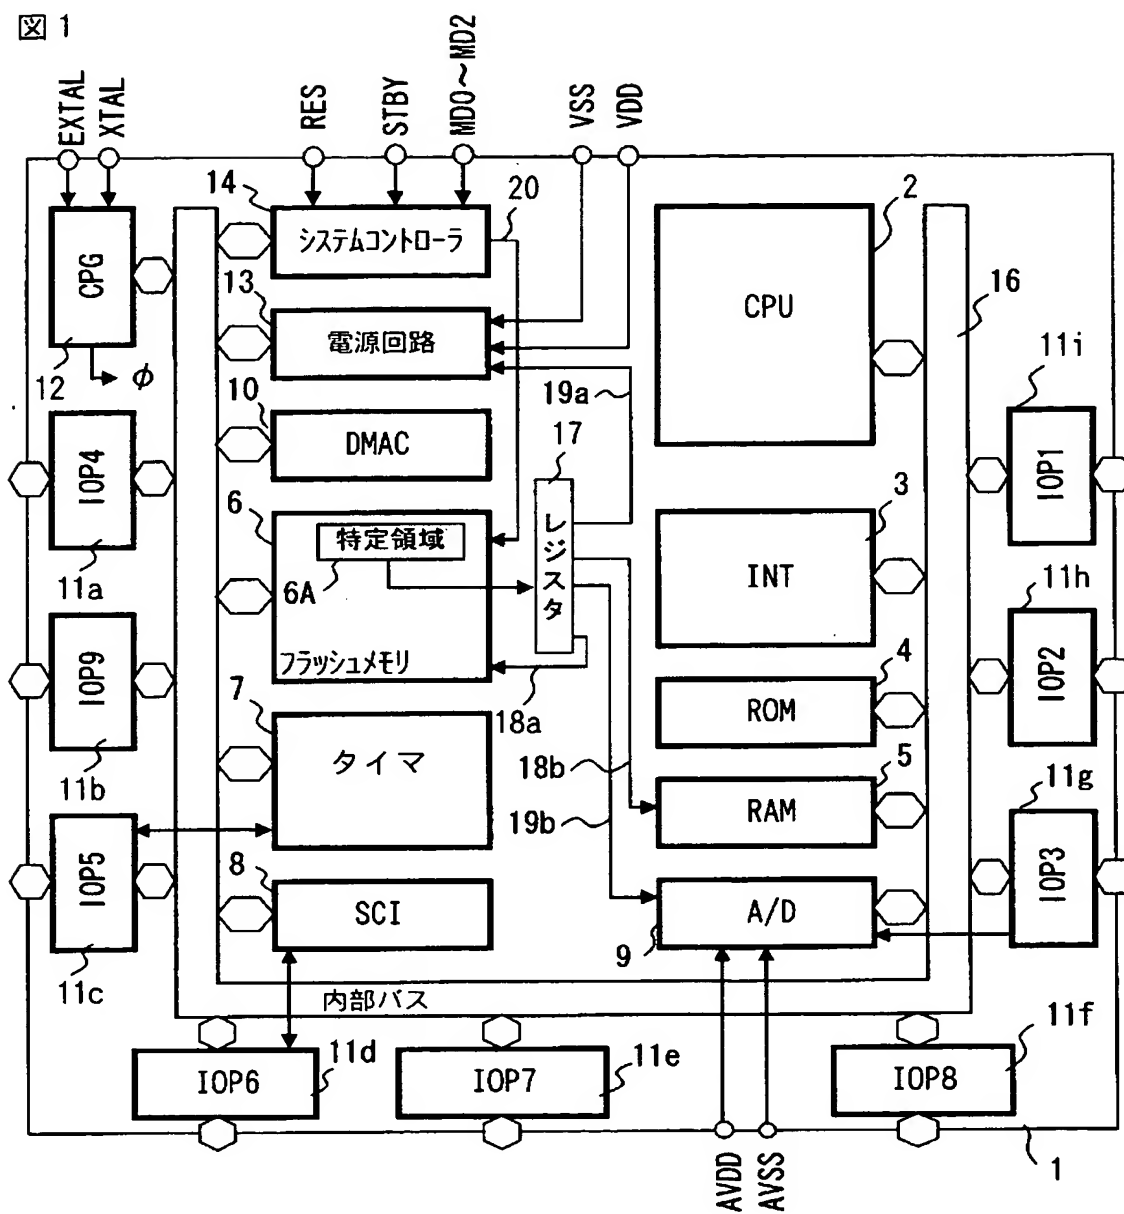 図 1
EXTAL
XTAL
RES
STBY
MD0～MD2
VSS
VDD
14
20
2
システムコントローラ
CPG
13
CPU
16
電源回路
12
φ
11i
10
19a
DMAC
17
IOP4
IOP1
6
3
特定領域
レジスタ
11a
6A
INT
11h
フラッシュメモリ
IOP9
IOP2
4
7
18a
ROM
タイマ
18b
5
11b
11g
19b
RAM
IOP5
IOP3
8
SCI
A/D
9
11c
内部バス
11d
11e
11f
IOP6
IOP7
IOP8
1
AVDD
AVSS